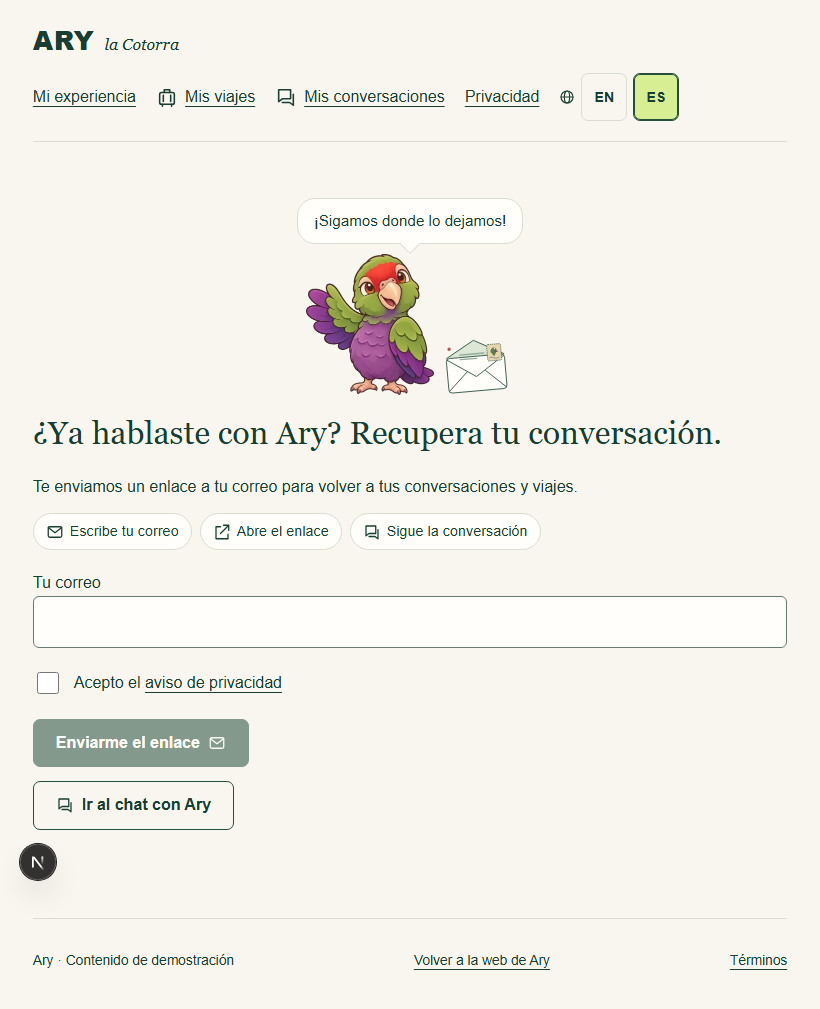 ARY la Cotorra
Mi experiencia Mis viajes Mis conversaciones Privacidad EN ES
¡Sigamos donde lo dejamos!
¿Ya hablaste con Ary? Recupera tu conversación.
Te enviamos un enlace a tu correo para volver a tus conversaciones y viajes.
Escribe tu correo Abre el enlace Sigue la conversación
Tu correo
Acepto el aviso de privacidad
Enviarme el enlace
Ir al chat con Ary
N
Ary · Contenido de demostración Volver a la web de Ary Términos